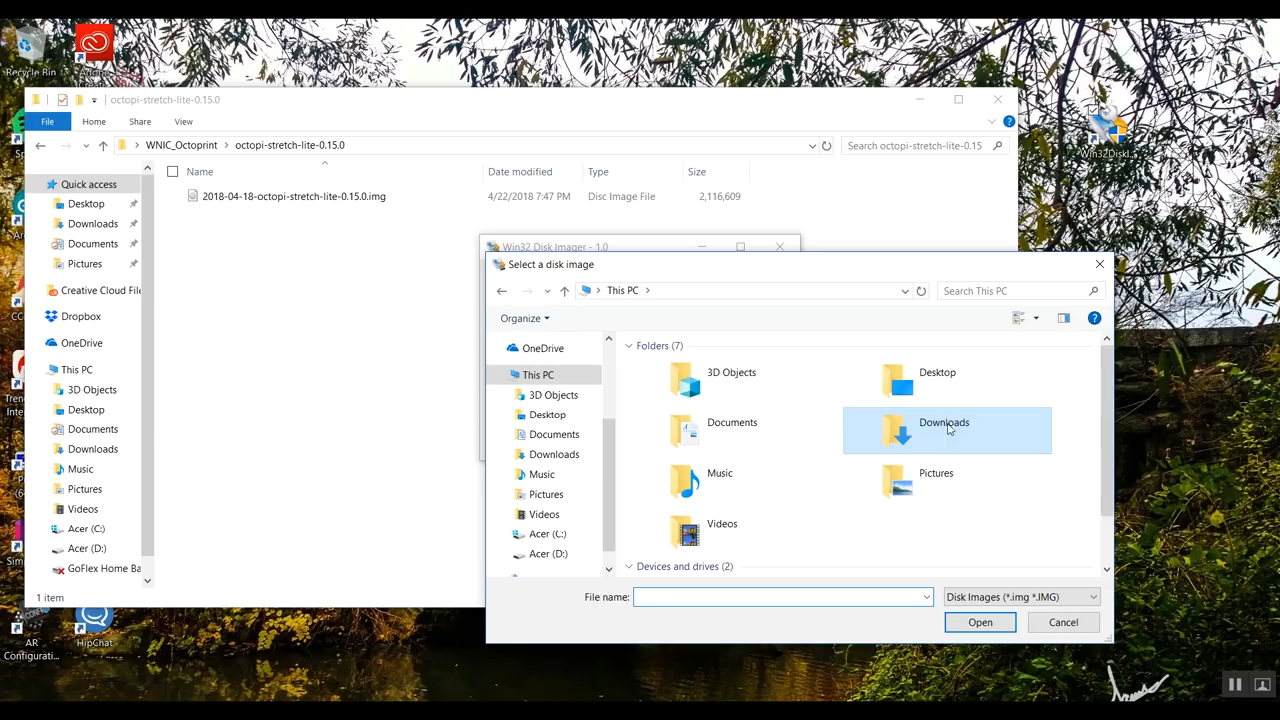 Recycle Bin
Adobe
octopi-stretch-lite-0.15.0
File Home Share View
WNIC_Octoprint > octopi-stretch-lite-0.15.0
Search octopi-stretch-lite-0.15
Name Date modified Type Size
2018-04-18-octopi-stretch-lite-0.15.0.img 4/22/2018 7:47 PM Disc Image File 2,116,609
Quick access
Desktop
Downloads
Documents
Pictures
Creative Cloud File
Dropbox
OneDrive
This PC
3D Objects
Desktop
Documents
Downloads
Music
Pictures
Videos
Acer (C:)
Acer (D:)
GoFlex Home Ba
1 item
Win32 Disk Imager - 1.0
Select a disk image
This PC >
Search This PC
Organize
OneDrive
This PC
3D Objects
Desktop
Documents
Downloads
Music
Pictures
Videos
Acer (C:)
Acer (D:)
Folders (7)
3D Objects
Desktop
Documents
Downloads
Music
Pictures
Videos
Devices and drives (2)
File name:
Disk Images (*.img *.IMG)
Open
Cancel
Win32DiskI...
AR
Configurati...
HipChat